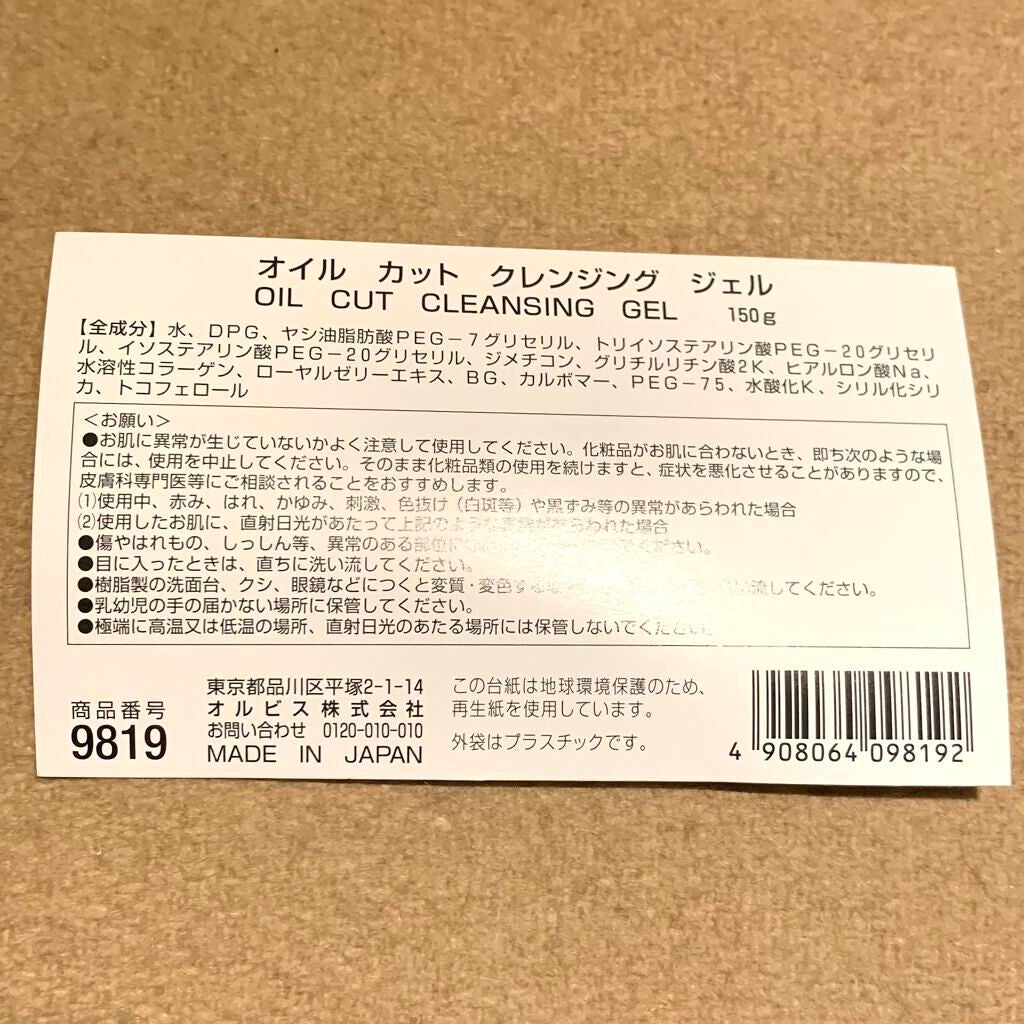 オイル カット クレンジング ジェル
OIL CUT CLEANSING GEL 150g
【全成分】水、DPG、ヤシ油脂肪酸PEG－7グリセリル、トリイソステアリン酸PEG－20グリセリ
ル、イソステアリン酸PEG－20グリセリル、ジメチコン、グリチルリチン酸2K、ヒアルロン酸Na、
水溶性コラーゲン、ローヤルゼリーエキス、BG、カルボマー、PEG－75、水酸化K、シリル化シリ
カ、トコフェロール
＜お願い＞
●お肌に異常が生じていないかよく注意して使用してください。化粧品がお肌に合わないとき、即ち次のような場
合には、使用を中止してください。そのまま化粧品類の使用を続けますと、症状を悪化させることがありますので、
皮膚科専門医等にご相談されることをおすすめします。
(1)使用中、赤み、はれ、かゆみ、刺激、色抜け（白斑等）や黒ずみ等の異常があらわれた場合
(2)使用したお肌に、直射日光があたって上記のような異常があらわれた場合
●傷やはれもの、しっしん等、異常のある部位に ください。
●目に入ったときは、直ちに洗い流してください。
●樹脂製の洗面台、クシ、眼鏡などにつくと変質・変色する 流してください。
●乳幼児の手の届かない場所に保管してください。
●極端に高温又は低温の場所、直射日光のあたる場所には保管しないでください。
商品番号
9819
東京都品川区平塚2-1-14
オルビス株式会社
お問い合わせ 0120-010-010
MADE IN JAPAN
この台紙は地球環境保護のため、
再生紙を使用しています。
外袋はプラスチックです。
4 908064 098192